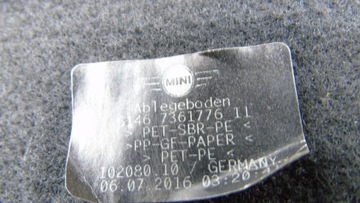 MINI
Ablegeboden
5146 7361776 11
> PET-SBR-PE <
>PP-GF-PAPER <
> PET-PE <
102080.10 / GERMANY
06.07.2016 03:20